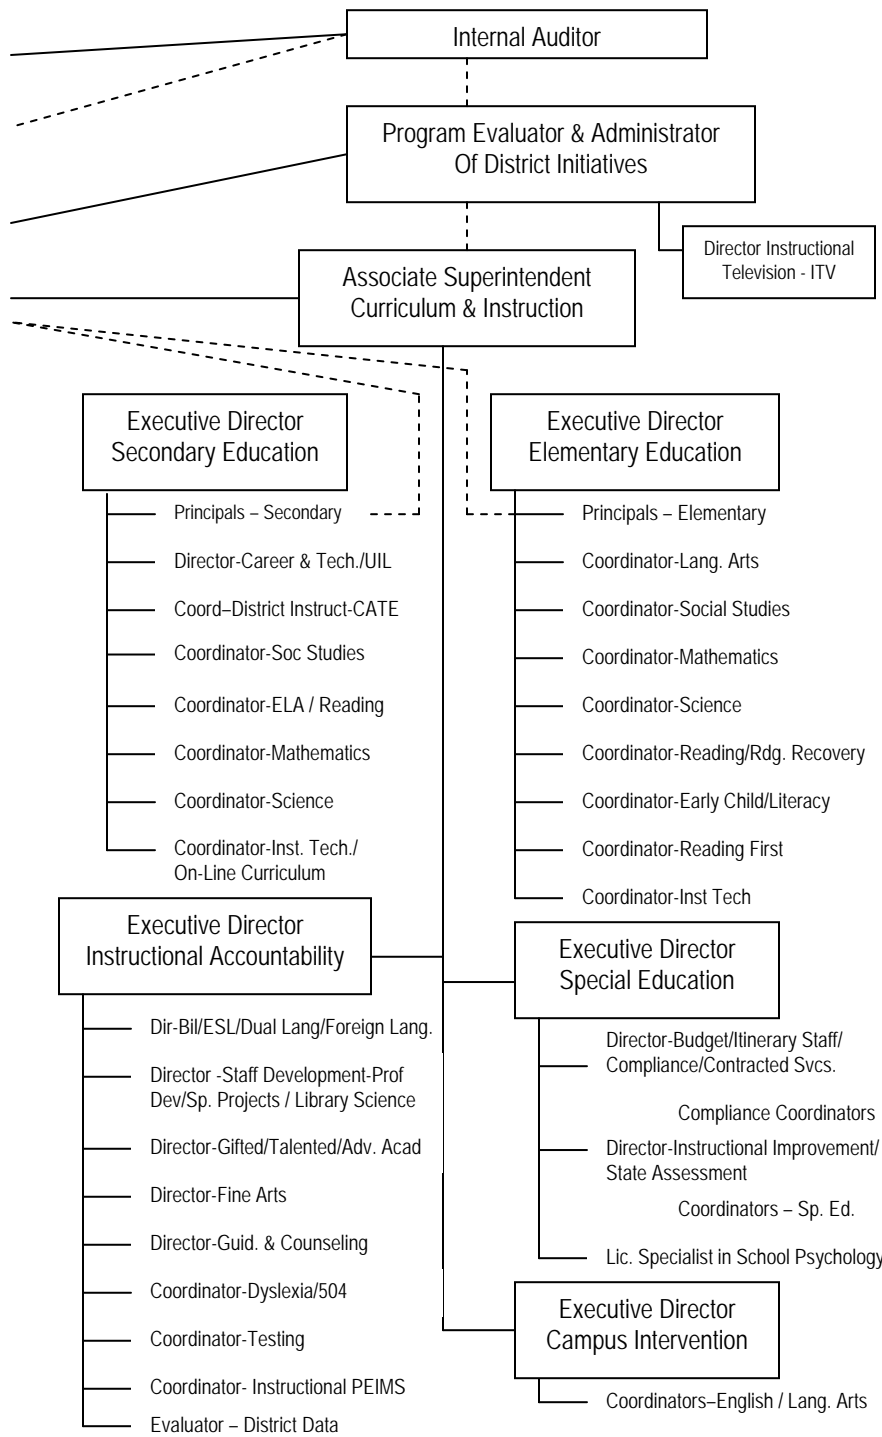 Internal Auditor
Program Evaluator & Administrator
Of District Initiatives
Director Instructional
Television - ITV
Associate Superintendent
Curriculum & Instruction
Executive Director
Secondary Education
Principals – Secondary
Director-Career & Tech./UIL
Coord–District Instruct-CATE
Coordinator-Soc Studies
Coordinator-ELA / Reading
Coordinator-Mathematics
Coordinator-Science
Coordinator-Inst. Tech./
On-Line Curriculum
Executive Director
Elementary Education
Principals – Elementary
Coordinator-Lang. Arts
Coordinator-Social Studies
Coordinator-Mathematics
Coordinator-Science
Coordinator-Reading/Rdg. Recovery
Coordinator-Early Child/Literacy
Coordinator-Reading First
Coordinator-Inst Tech
Executive Director
Instructional Accountability
Dir-Bil/ESL/Dual Lang/Foreign Lang.
Director -Staff Development-Prof
Dev/Sp. Projects / Library Science
Director-Gifted/Talented/Adv. Acad
Director-Fine Arts
Director-Guid. & Counseling
Coordinator-Dyslexia/504
Coordinator-Testing
Coordinator- Instructional PEIMS
Evaluator – District Data
Executive Director
Special Education
Director-Budget/Itinerary Staff/
Compliance/Contracted Svcs.
Compliance Coordinators
Director-Instructional Improvement/
State Assessment
Coordinators – Sp. Ed.
Lic. Specialist in School Psychology
Executive Director
Campus Intervention
Coordinators–English / Lang. Arts